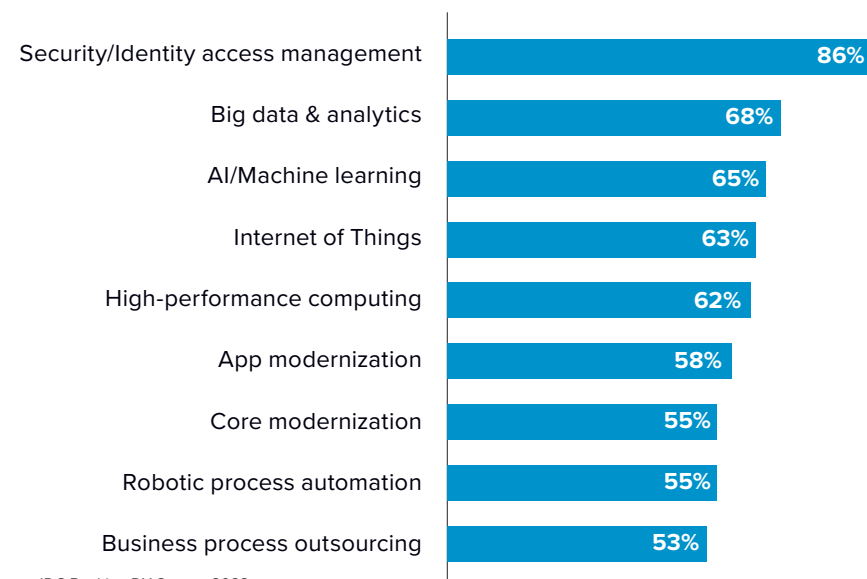 Security/Identity access management 86%
Big data & analytics 68%
AI/Machine learning 65%
Internet of Things 63%
High-performance computing 62%
App modernization 58%
Core modernization 55%
Robotic process automation 55%
Business process outsourcing 53%